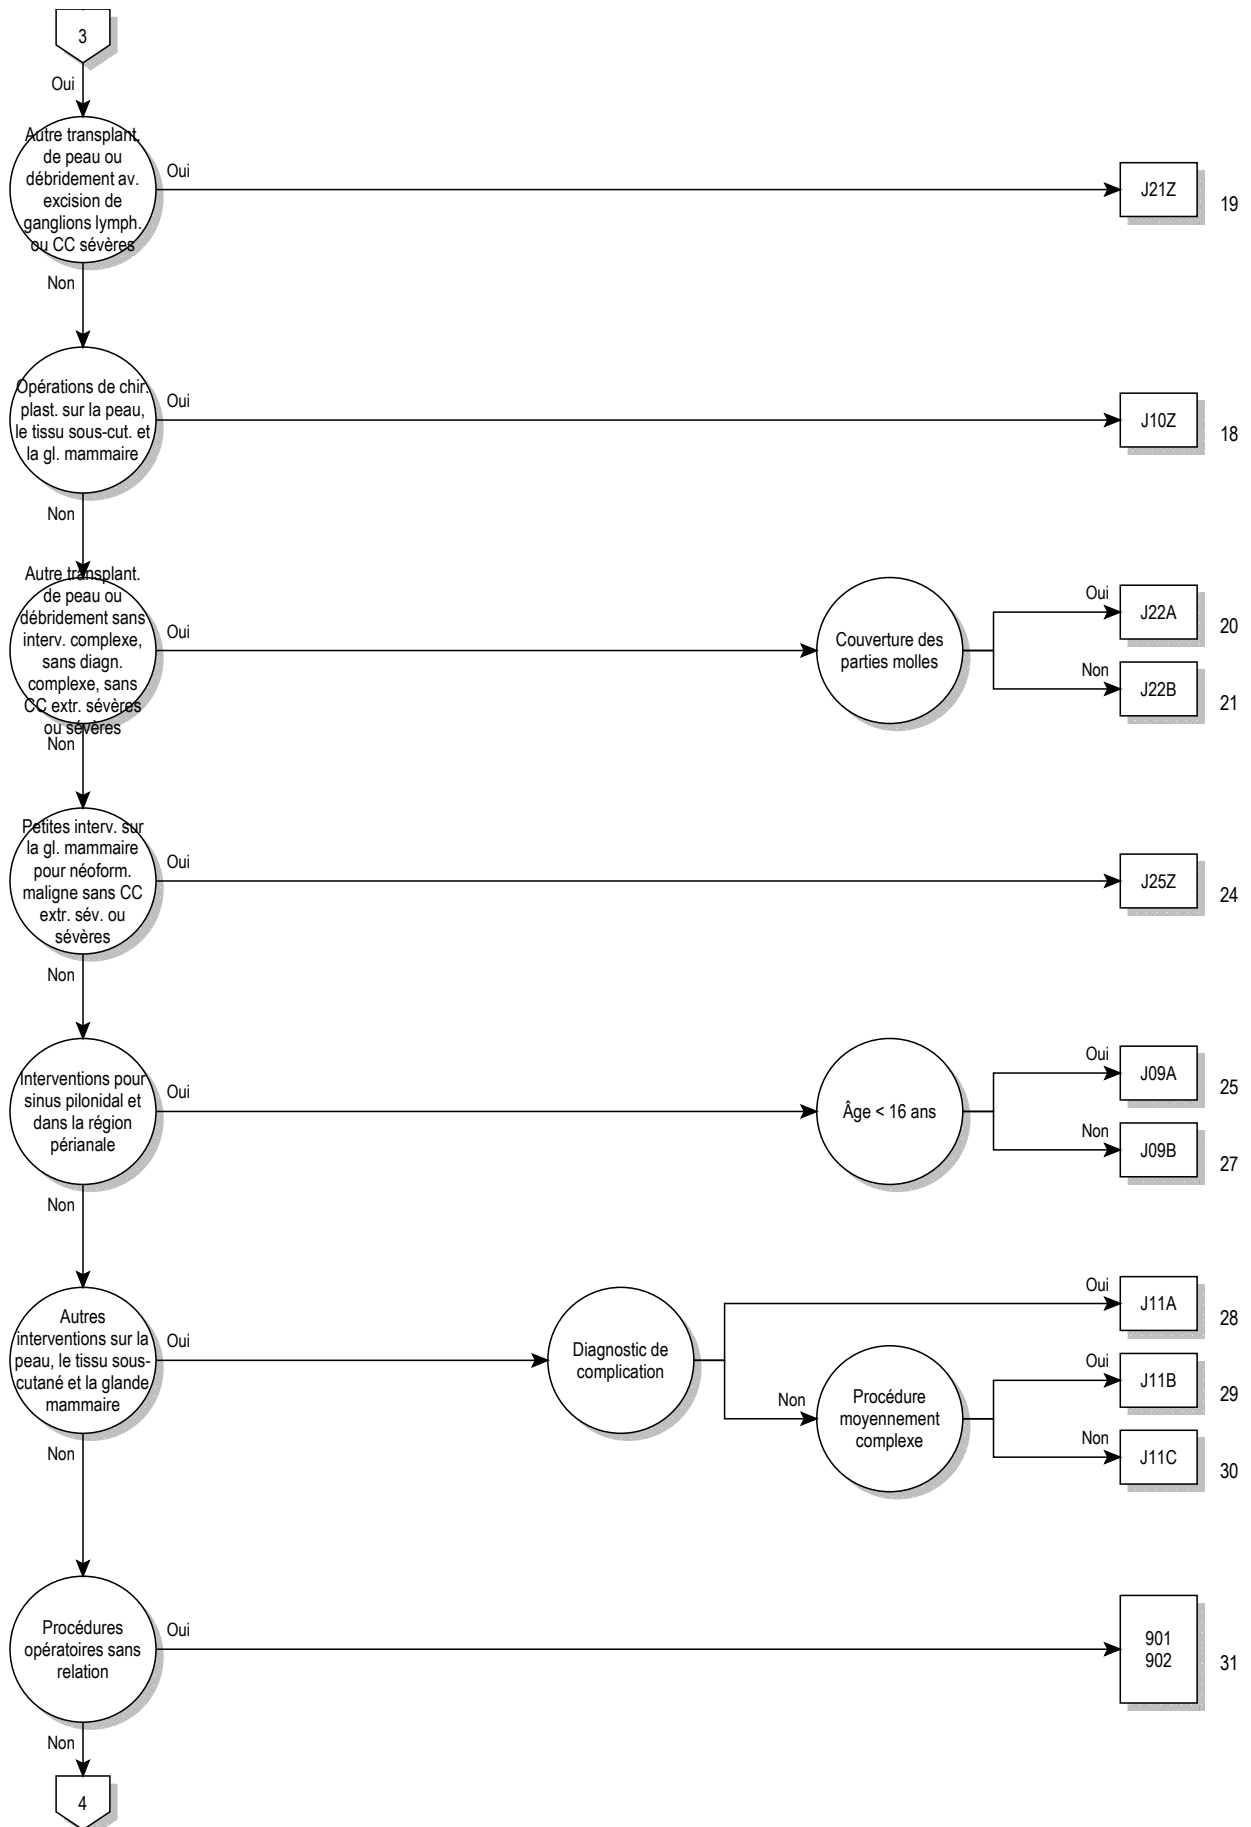 3
Oui
Autre transplant.
de peau ou
débridement av.
excision de
ganglions lymph.
ou CC sévères
Oui
J21Z
19
Non
Opérations de chir.
plast. sur la peau,
le tissu sous-cut. et
la gl. mammaire
Oui
J10Z
18
Non
Autre transplant.
de peau ou
débridement sans
interv. complexe,
sans diagn.
complexe, sans
CC extr. sévères
ou sévères
Oui
Couverture des
parties molles
Oui
J22A
20
Non
J22B
21
Non
Petites interv. sur
la gl. mammaire
pour néoform.
maligne sans CC
extr. sév. ou
sévères
Oui
J25Z
24
Non
Interventions pour
sinus pilonidal et
dans la région
périanale
Oui
Âge < 16 ans
Oui
J09A
25
Non
J09B
27
Non
Autres
interventions sur la
peau, le tissu sous-
cutané et la glande
mammaire
Oui
Diagnostic de
complication
Oui
J11A
28
Non
Procédure
moyennement
complexe
Oui
J11B
29
Non
J11C
30
Non
Procédures
opératoires sans
relation
Oui
901
902
31
Non
4